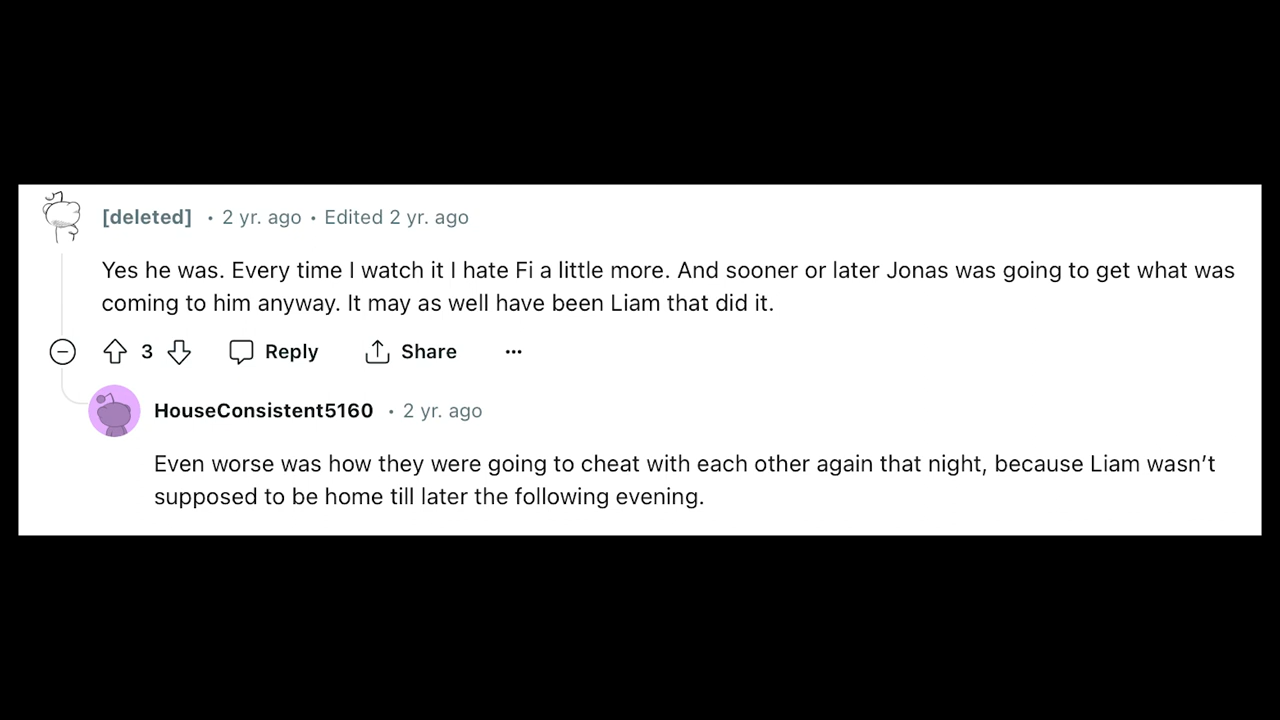 [deleted] • 2 yr. ago • Edited 2 yr. ago
Yes he was. Every time I watch it I hate Fi a little more. And sooner or later Jonas was going to get what was
coming to him anyway. It may as well have been Liam that did it.
3 Reply Share ···
HouseConsistent5160 • 2 yr. ago
Even worse was how they were going to cheat with each other again that night, because Liam wasn’t
supposed to be home till later the following evening.